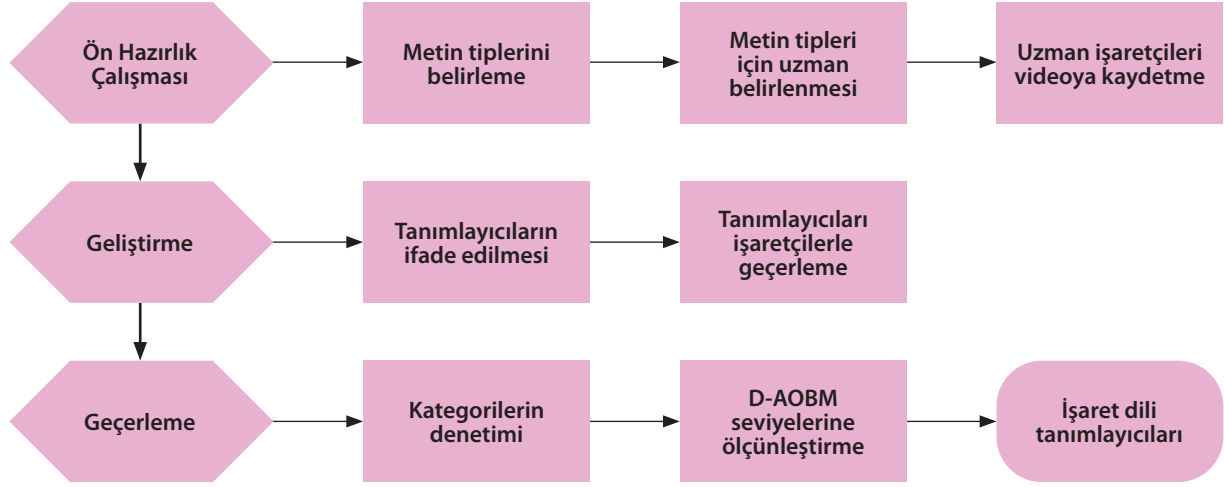 Ön Hazırlık
Çalışması
Metin tiplerini
belirleme
Metin tipleri
için uzman
belirlenmesi
Uzman işaretçileri
videoya kaydetme
Geliştirme
Tanımlayıcıların
ifade edilmesi
Tanımlayıcıları
işaretçilerle
geçerleme
Geçerleme
Kategorilerin
denetimi
D-AOBM
seviyelerine
ölçünleştirme
İşaret dili
tanımlayıcıları